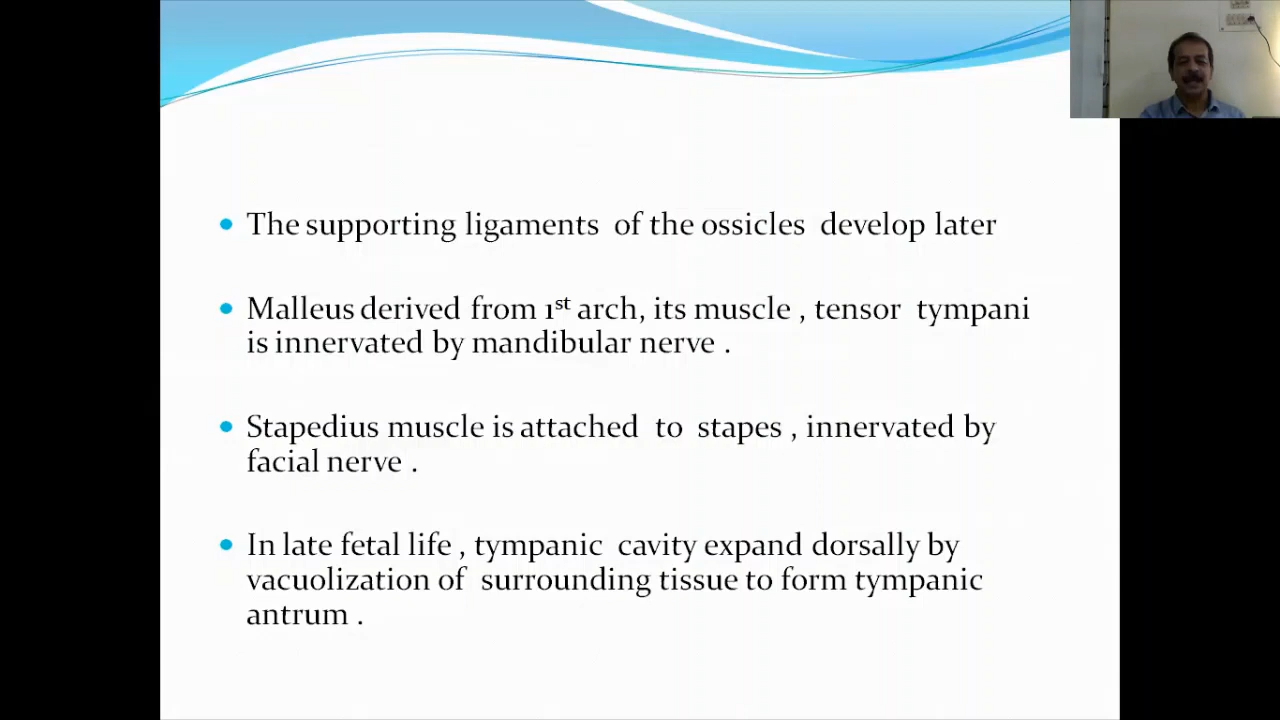 The supporting ligaments of the ossicles develop later
Malleus derived from 1st arch, its muscle , tensor tympani
is innervated by mandibular nerve .
Stapedius muscle is attached to stapes , innervated by
facial nerve .
In late fetal life , tympanic cavity expand dorsally by
vacuolization of surrounding tissue to form tympanic
antrum .